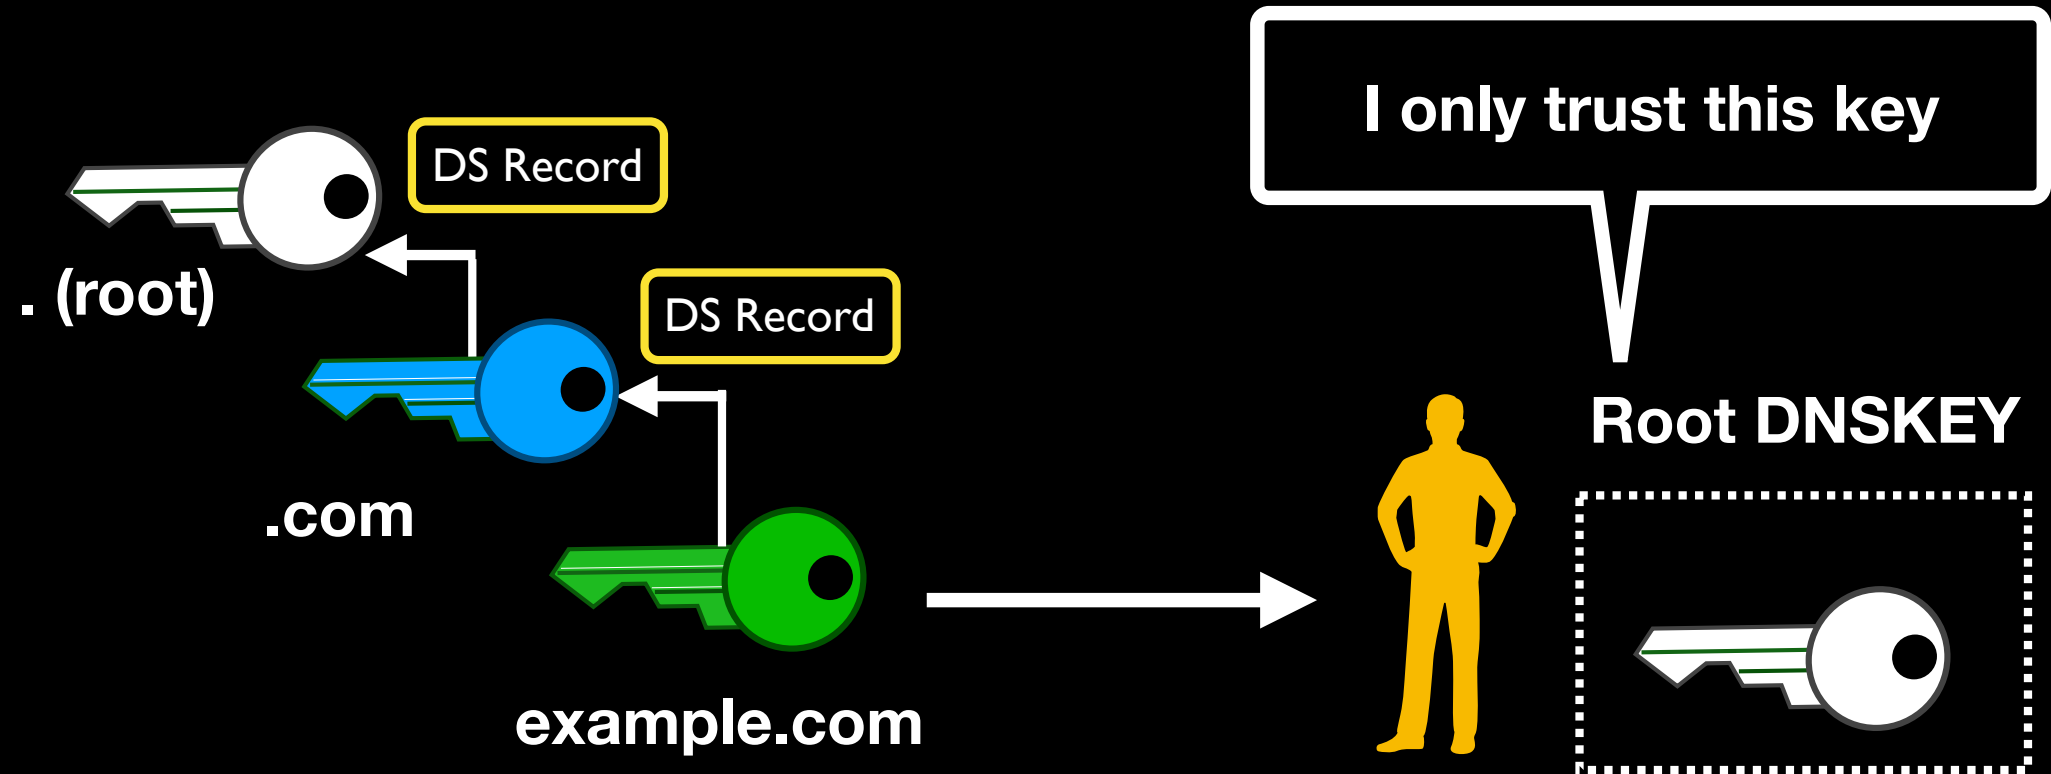 I only trust this key
DS Record
. (root)
DS Record
Root DNSKEY
.com
example.com